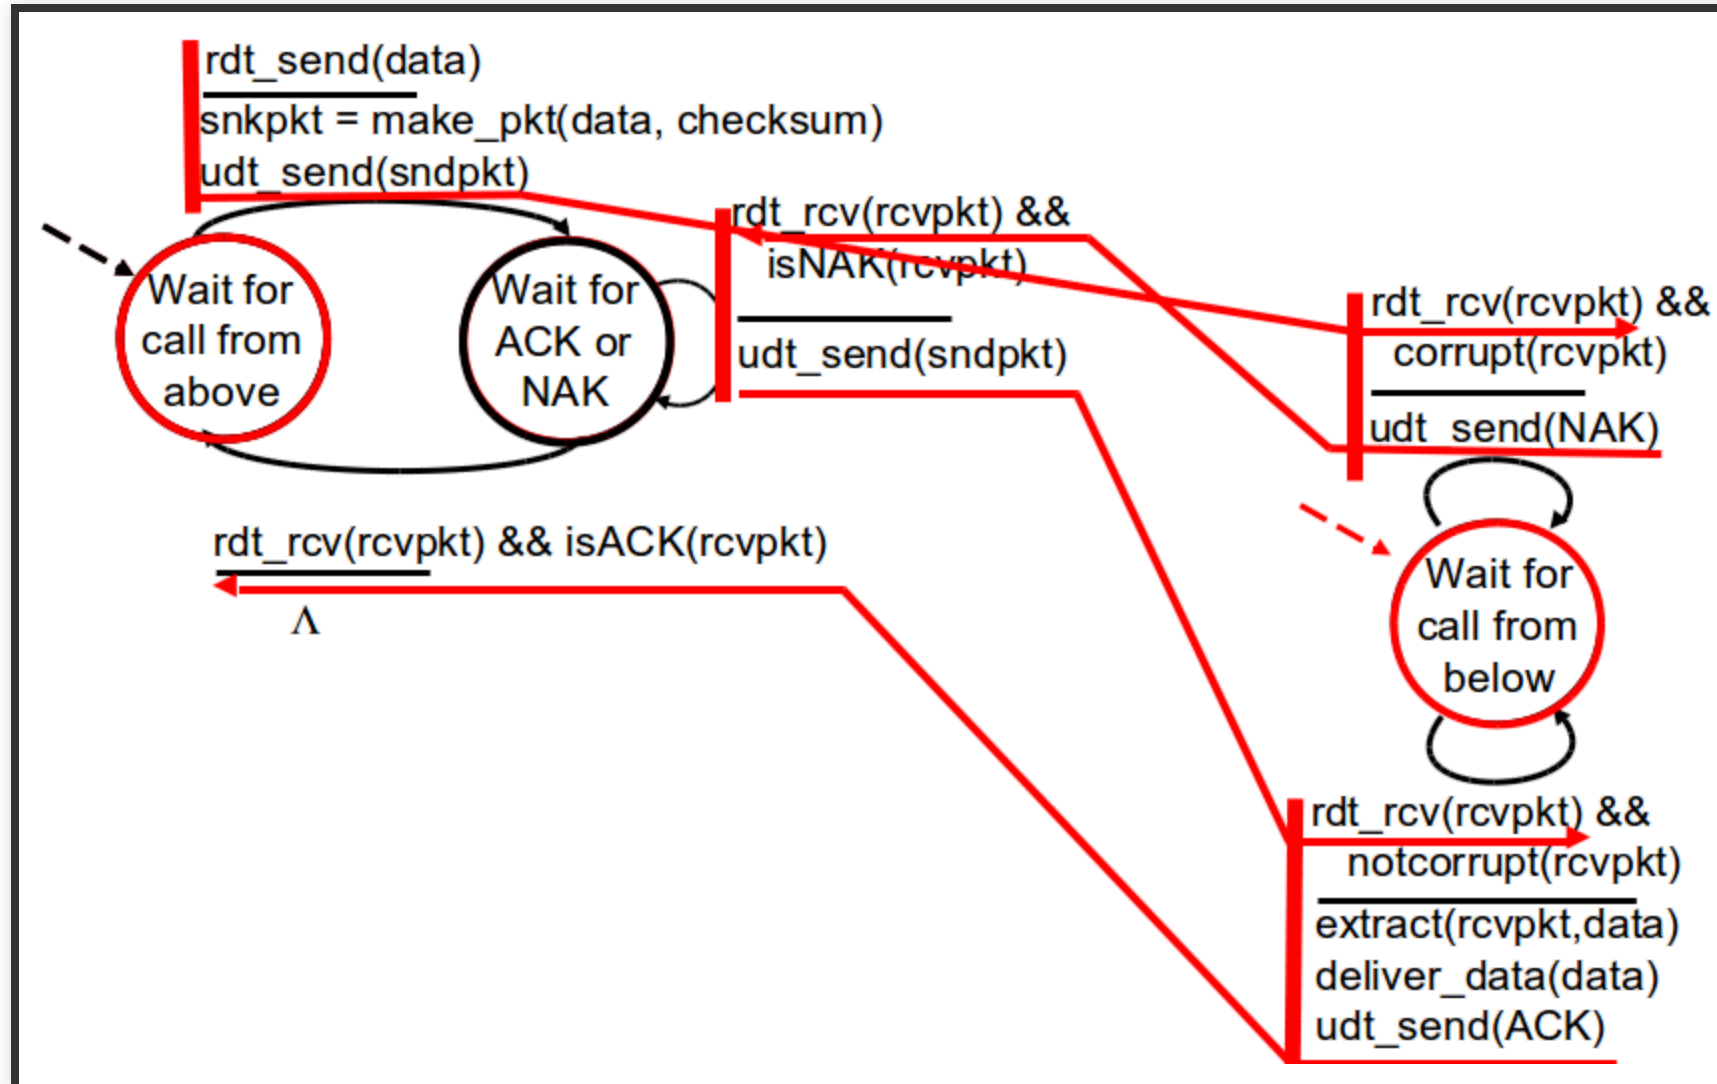 rdt_send(data)
snkpkt = make_pkt(data, checksum)
udt_send(sndpkt)
rdt_rcv(rcvpkt) &&
isNAK(rcvpkt)
udt_send(sndpkt)
Wait for
call from
above
Wait for
ACK or
NAK
rdt_rcv(rcvpkt) && isACK(rcvpkt)
Λ
rdt_rcv(rcvpkt) &&
corrupt(rcvpkt)
udt_send(NAK)
Wait for
call from
below
rdt_rcv(rcvpkt) &&
notcorrupt(rcvpkt)
extract(rcvpkt,data)
deliver_data(data)
udt_send(ACK)